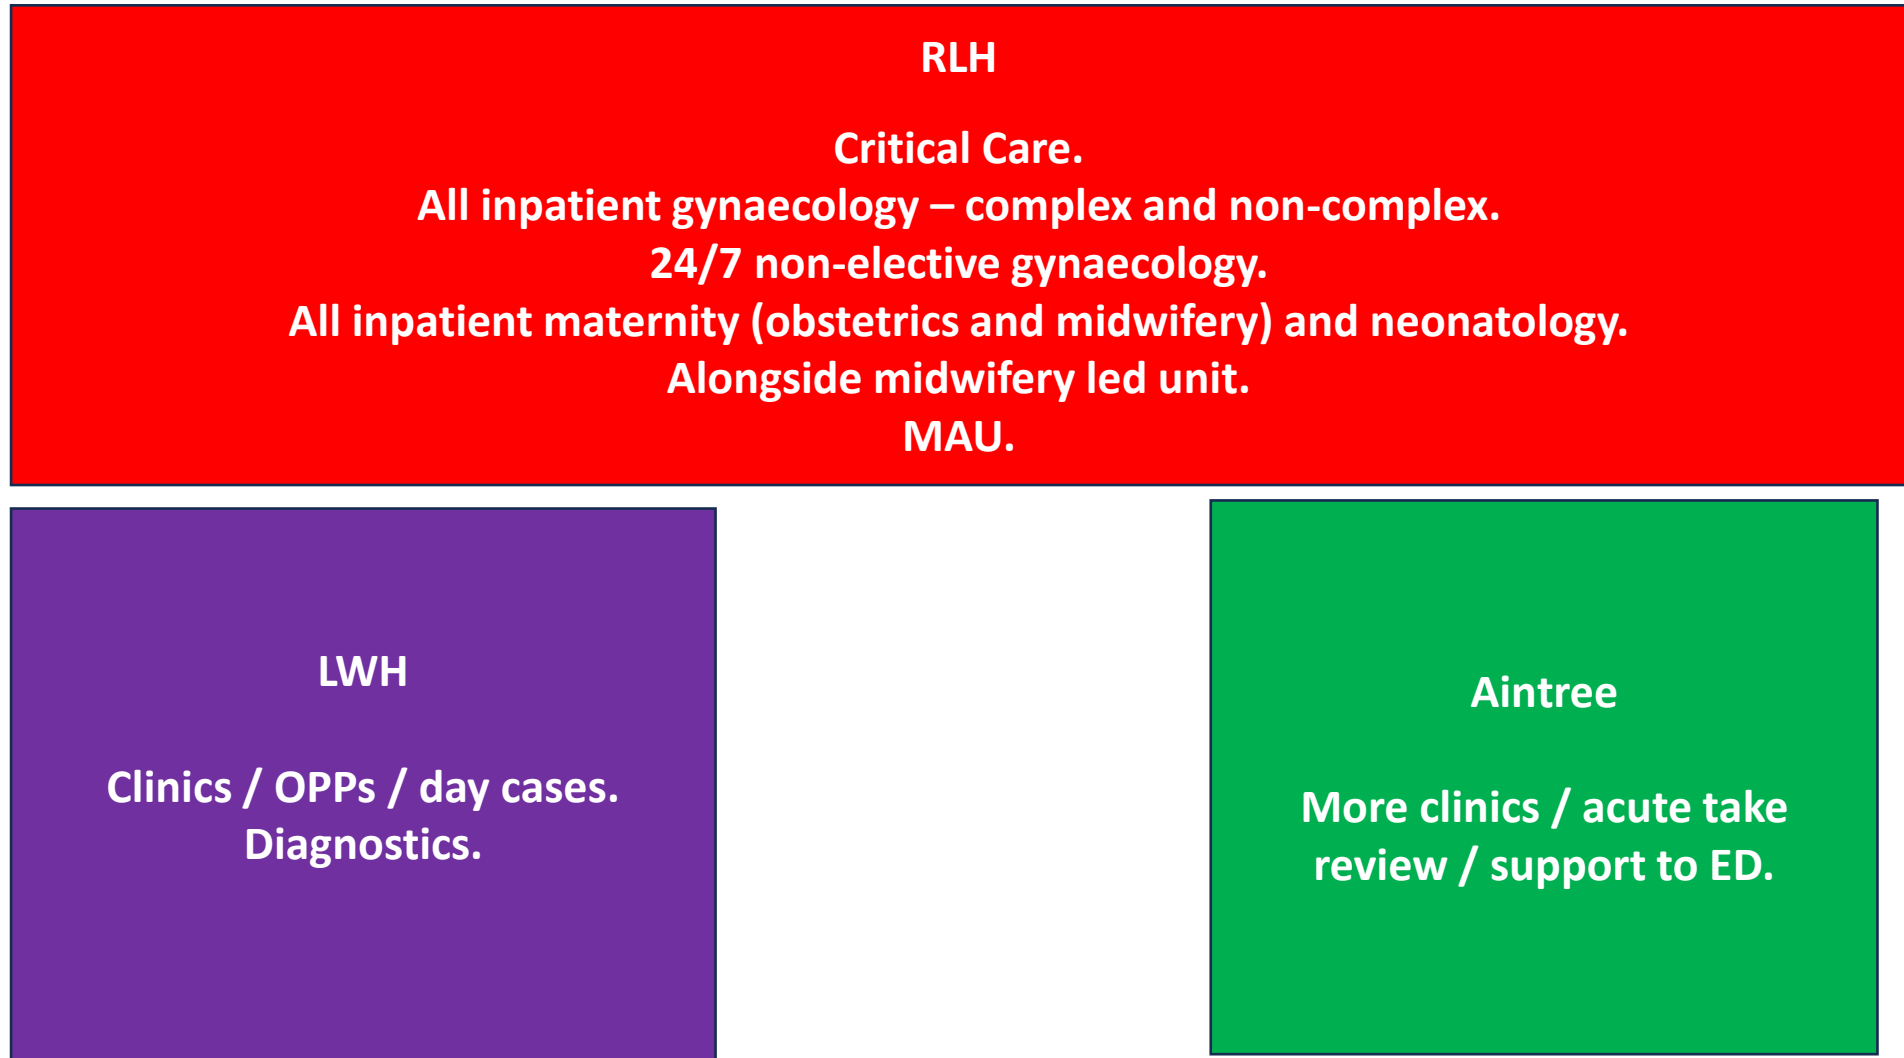 RLH
Critical Care.
All inpatient gynaecology – complex and non-complex.
24/7 non-elective gynaecology.
All inpatient maternity (obstetrics and midwifery) and neonatology.
Alongside midwifery led unit.
MAU.
LWH
Clinics / OPPs / day cases.
Diagnostics.
Aintree
More clinics / acute take
review / support to ED.